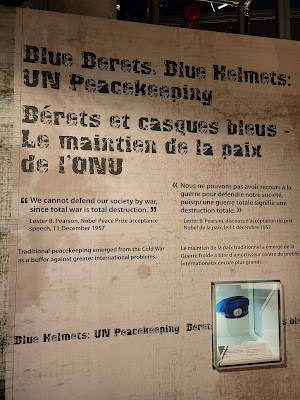 Blue Berets, Blue Helmets:
UN Peacekeeping
Bérets et casques bleus –
Le maintien de la paix
de l'ONU
“ We cannot defend our society by war,
since total war is total destruction. ”
Lester B. Pearson, Nobel Peace Prize acceptance
speech, 11 December 1957
Traditional peacekeeping emerged from the Cold War
as a buffer against greater international problems.
“ Nous ne pouvons pas avoir recours à la
guerre pour défendre notre société,
puisqu'une guerre totale signifie une
destruction totale. ”
Lester B. Pearson, discours d'acceptation du prix
Nobel de la paix, le 11 décembre 1957
Le maintien de la paix traditionnel a émergé de la
Guerre froide à titre d'amortisseur contre de problèmes
internationaux encore plus grands.
s, Blue Helmets: UN Peacekeeping Berets